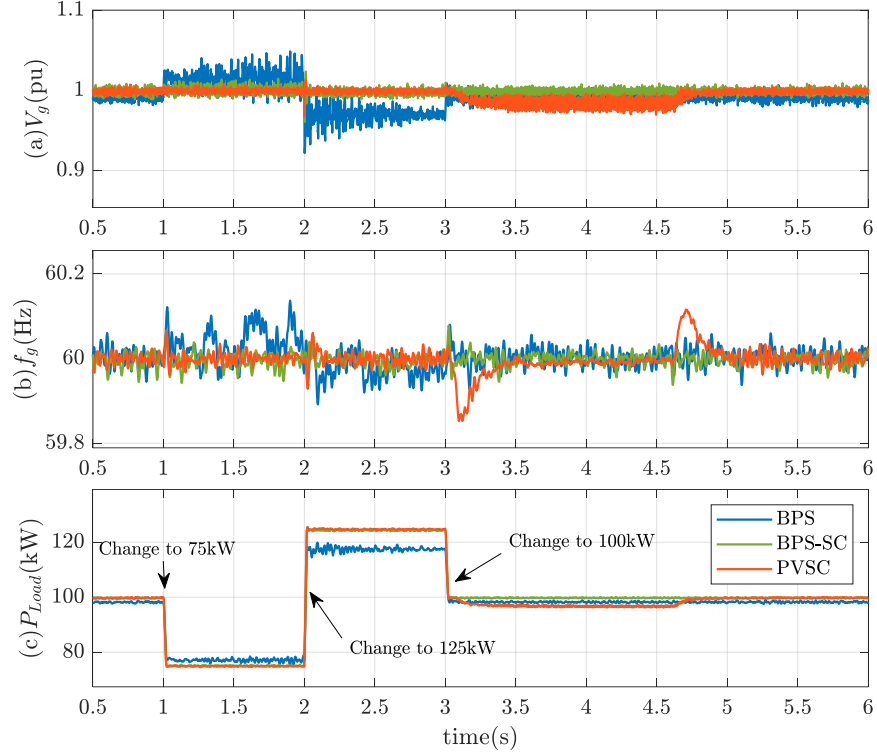 1.1
1
0.9
(a)V_g(pu)
0.5 1 1.5 2 2.5 3 3.5 4 4.5 5 5.5 6
60.2
60
59.8
(b)f_g(Hz)
0.5 1 1.5 2 2.5 3 3.5 4 4.5 5 5.5 6
120
100
80
(c)P_{Load}(kW)
Change to 75kW
Change to 125kW
Change to 100kW
BPS
BPS-SC
PVSC
0.5 1 1.5 2 2.5 3 3.5 4 4.5 5 5.5 6
time(s)